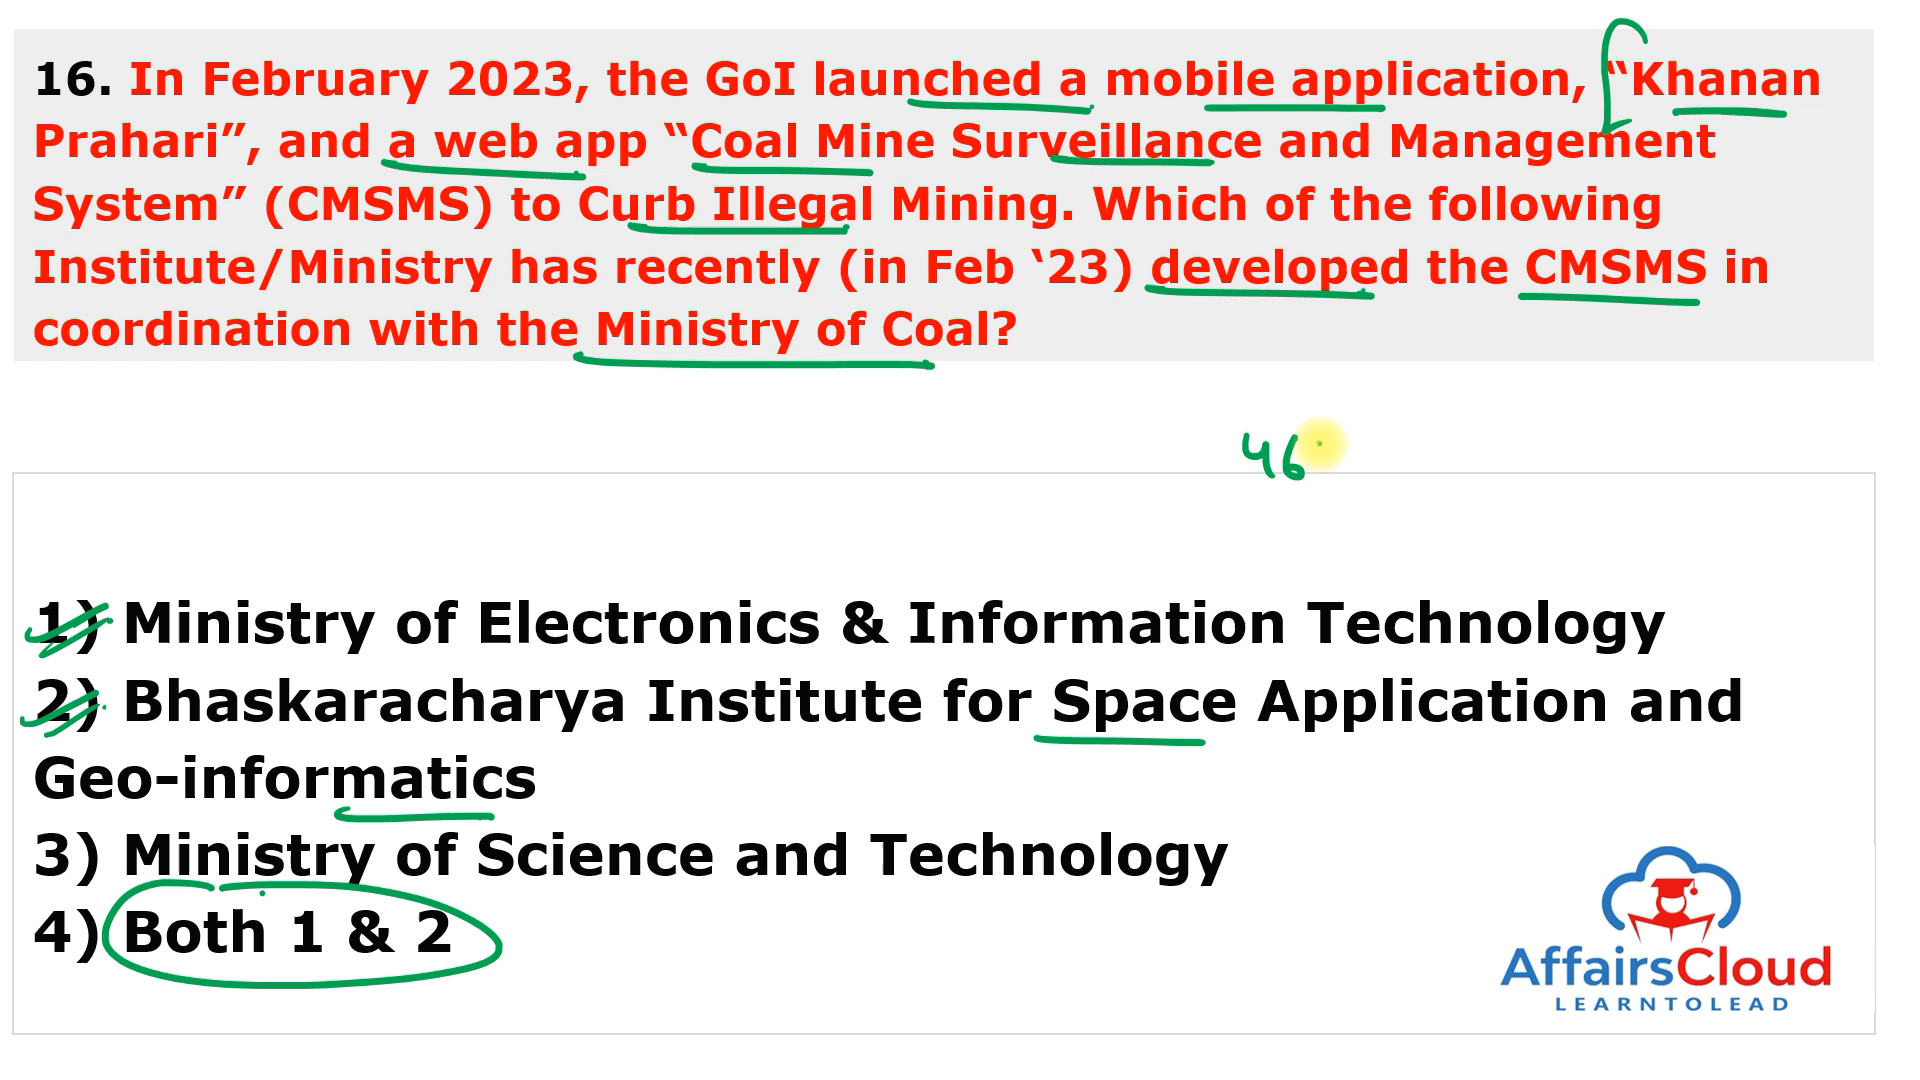 16. In February 2023, the GoI launched a mobile application, “Khanan
Prahari”, and a web app “Coal Mine Surveillance and Management
System” (CMSMS) to Curb Illegal Mining. Which of the following
Institute/Ministry has recently (in Feb ‘23) developed the CMSMS in
coordination with the Ministry of Coal?
46
1) Ministry of Electronics & Information Technology
2) Bhaskaracharya Institute for Space Application and
Geo-informatics
3) Ministry of Science and Technology
4) Both 1 & 2
AffairsCloud
LEARNTOLEAD